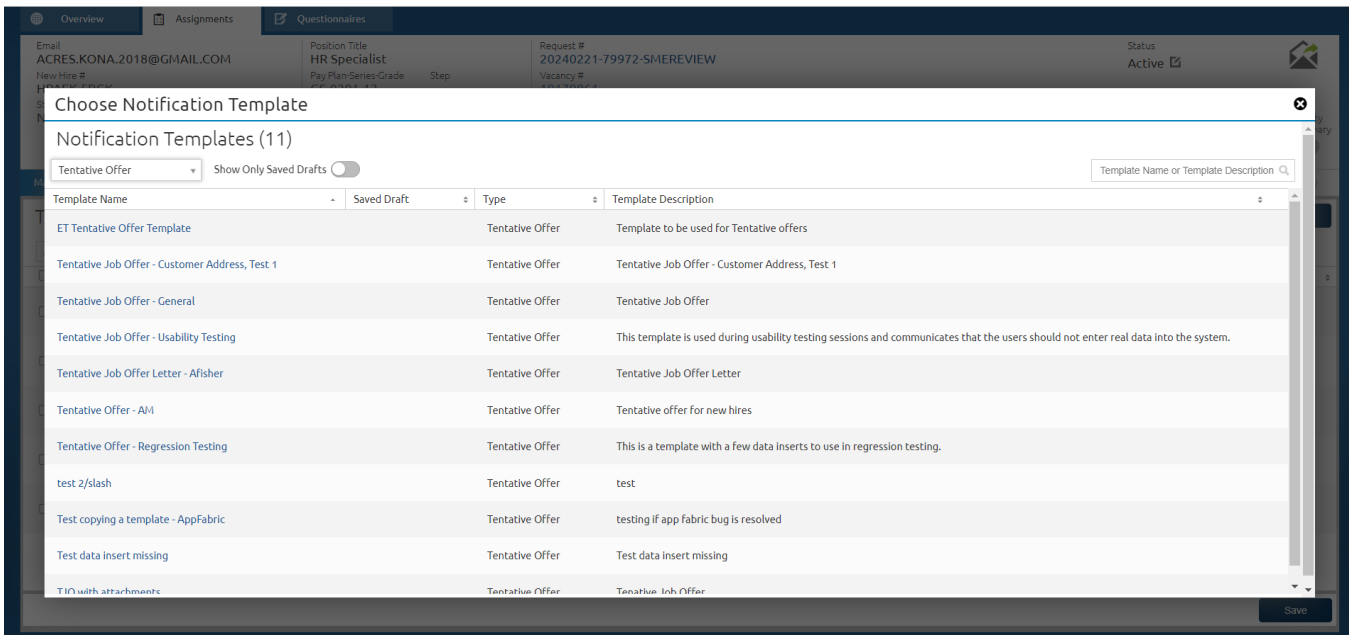 Overview
Assignments
Questionnaires
Email
ACRES.KONA.2018@GMAIL.COM
Position Title
HR Specialist
Request #
20240221-79972-SMEREVIEW
Status
Active
New Hire #
Pay Plan-Series-Grade Step
Vacancy #
Choose Notification Template
Notification Templates (11)
Tentative Offer
Show Only Saved Drafts
Template Name or Template Description
Template Name Saved Draft Type Template Description
ET Tentative Offer Template Tentative Offer Template to be used for Tentative offers
Tentative Job Offer - Customer Address, Test 1 Tentative Offer Tentative Job Offer - Customer Address, Test 1
Tentative Job Offer - General Tentative Offer Tentative Job Offer
Tentative Job Offer - Usability Testing Tentative Offer This template is used during usability testing sessions and communicates that the users should not enter real data into the system.
Tentative Job Offer Letter - Afisher Tentative Offer Tentative Job Offer Letter
Tentative Offer - AM Tentative Offer Tentative offer for new hires
Tentative Offer - Regression Testing Tentative Offer This is a template with a few data inserts to use in regression testing.
test 2/slash Tentative Offer test
Test copying a template - AppFabric Tentative Offer testing if app fabric bug is resolved
Test data insert missing Tentative Offer Test data insert missing
TJO with attachments Tentative Offer Tenative Job Offer
Save